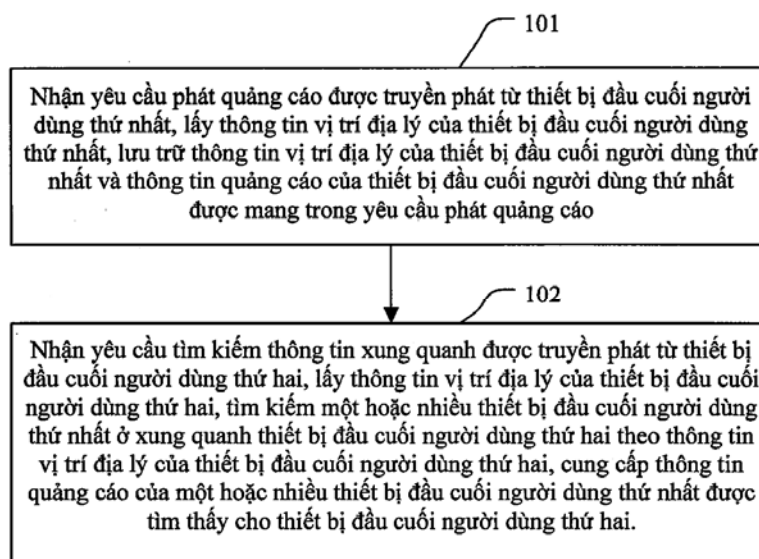 101
Nhận yêu cầu phát quảng cáo được truyền phát từ thiết bị đầu cuối người
dùng thứ nhất, lấy thông tin vị trí địa lý của thiết bị đầu cuối người dùng
thứ nhất, lưu trữ thông tin vị trí địa lý của thiết bị đầu cuối người dùng thứ
nhất và thông tin quảng cáo của thiết bị đầu cuối người dùng thứ nhất
được mang trong yêu cầu phát quảng cáo
102
Nhận yêu cầu tìm kiếm thông tin xung quanh được truyền phát từ thiết bị
đầu cuối người dùng thứ hai, lấy thông tin vị trí địa lý của thiết bị đầu cuối
người dùng thứ hai, tìm kiếm một hoặc nhiều thiết bị đầu cuối người dùng
thứ nhất ở xung quanh thiết bị đầu cuối người dùng thứ hai theo thông tin
vị trí địa lý của thiết bị đầu cuối người dùng thứ hai, cung cấp thông tin
quảng cáo của một hoặc nhiều thiết bị đầu cuối người dùng thứ nhất được
tìm thấy cho thiết bị đầu cuối người dùng thứ hai.